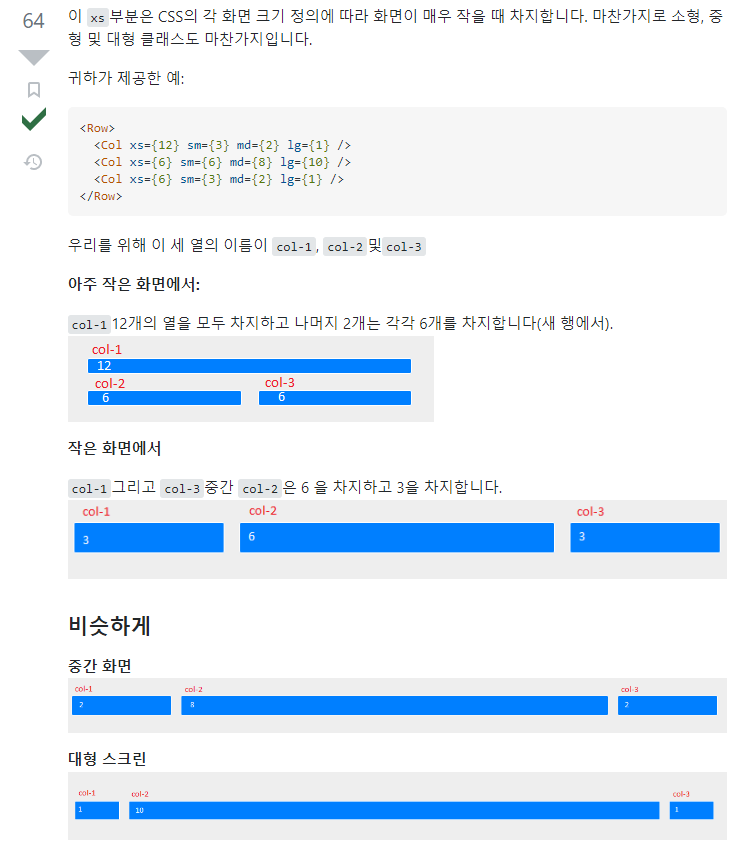 64
이 xs 부분은 CSS의 각 화면 크기 정의에 따라 화면이 매우 작을 때 차지합니다. 마찬가지로 소형, 중
형 및 대형 클래스도 마찬가지입니다.
귀하가 제공한 예:
<Row>
  <Col xs={12} sm={3} md={2} lg={1} />
  <Col xs={6} sm={6} md={8} lg={10} />
  <Col xs={6} sm={3} md={2} lg={1} />
</Row>
우리를 위해 이 세 열의 이름이 col-1, col-2 및 col-3
아주 작은 화면에서:
col-1 12개의 열을 모두 차지하고 나머지 2개는 각각 6개를 차지합니다(새 행에서).
col-1
12
col-2 col-3
6 6
작은 화면에서
col-1 그리고 col-3 중간 col-2 은 6 을 차지하고 3을 차지합니다.
col-1 col-2 col-3
3 6 3
비슷하게
중간 화면
col-1 col-2 col-3
2 8 2
대형 스크린
col-1 col-2 col-3
1 10 1